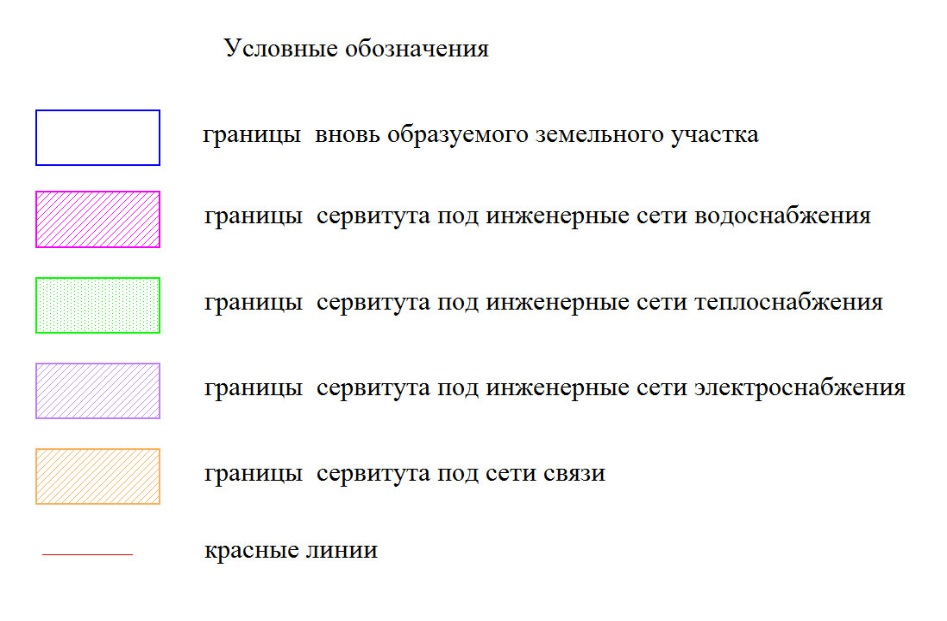 Условные обозначения
границы вновь образуемого земельного участка
границы сервитута под инженерные сети водоснабжения
границы сервитута под инженерные сети теплоснабжения
границы сервитута под инженерные сети электроснабжения
границы сервитута под сети связи
красные линии